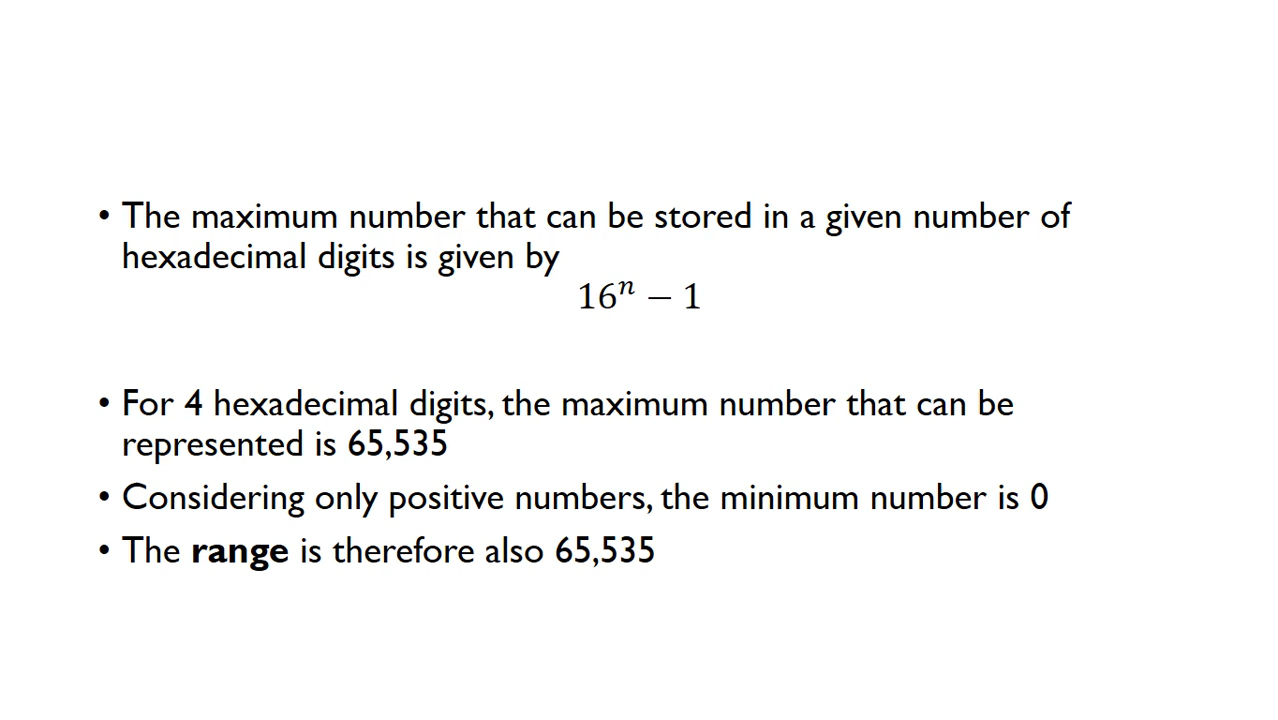 • The maximum number that can be stored in a given number of
hexadecimal digits is given by
16ⁿ − 1
• For 4 hexadecimal digits, the maximum number that can be
represented is 65,535
• Considering only positive numbers, the minimum number is 0
• The range is therefore also 65,535